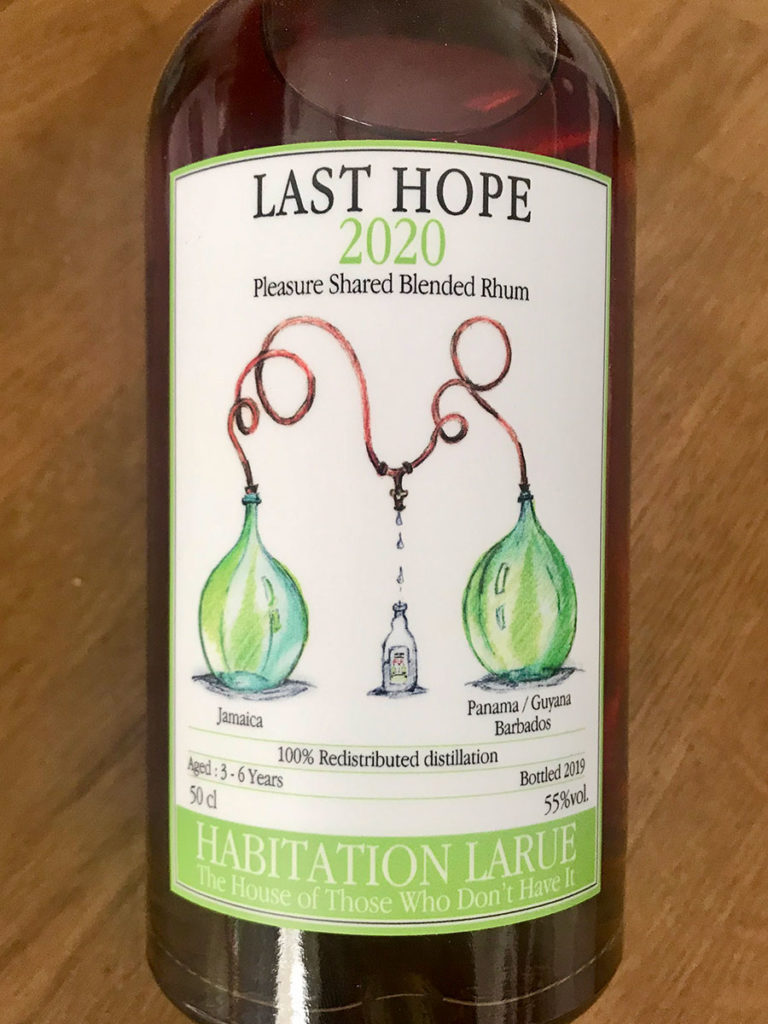 LAST HOPE
2020
Pleasure Shared Blended Rhum
Jamaica
Panama / Guyana
Barbados
100% Redistributed distillation
Aged : 3 - 6 Years
Bottled 2019
50 cl
55%vol.
HABITATION LARUE
The House of Those Who Don't Have It